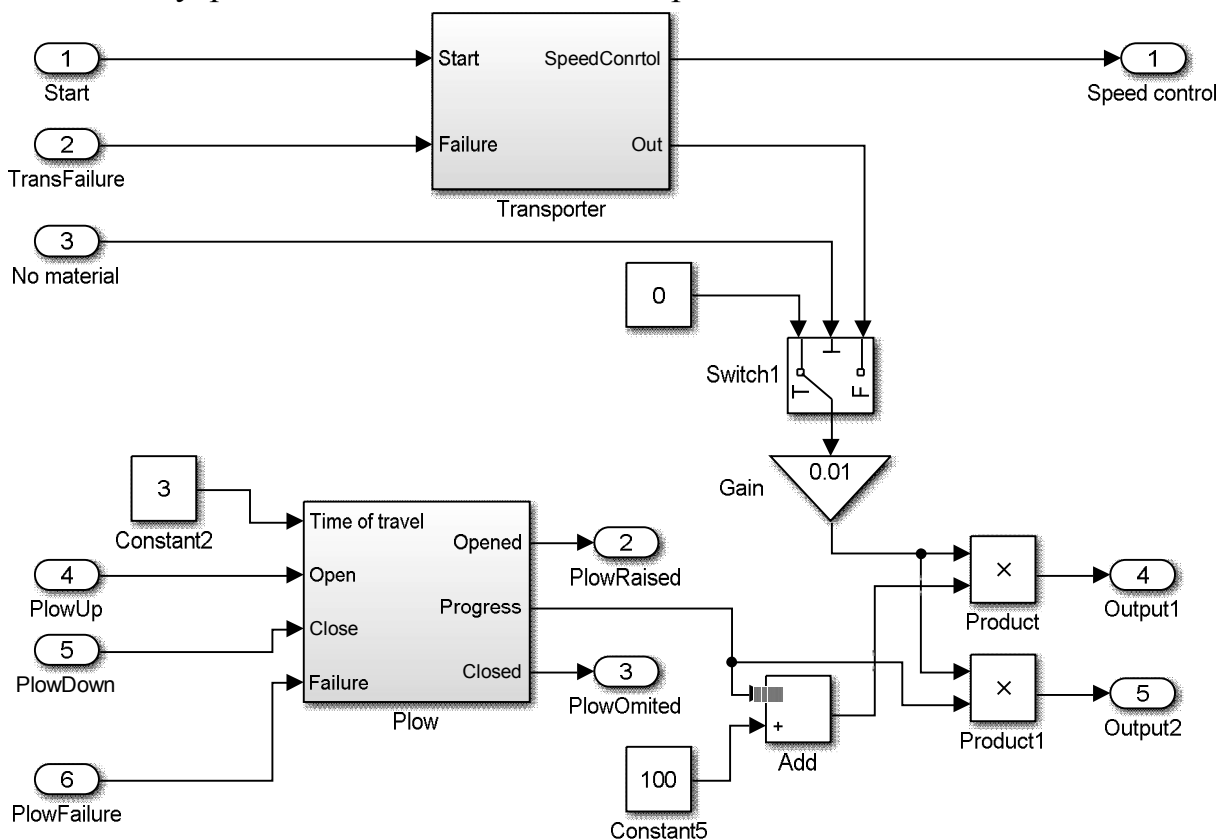 1
Start
2
TransFailure
3
No material
Start
SpeedConrtol
Failure
Out
Transporter
1
Speed control
0
Switch1
T
F
0.01
Gain
3
Constant2
4
PlowUp
5
PlowDown
6
PlowFailure
Time of travel
Open
Close
Failure
Opened
Progress
Closed
Plow
2
PlowRaised
3
PlowOmited
+
Add
100
Constant5
×
Product
×
Product1
4
Output1
5
Output2